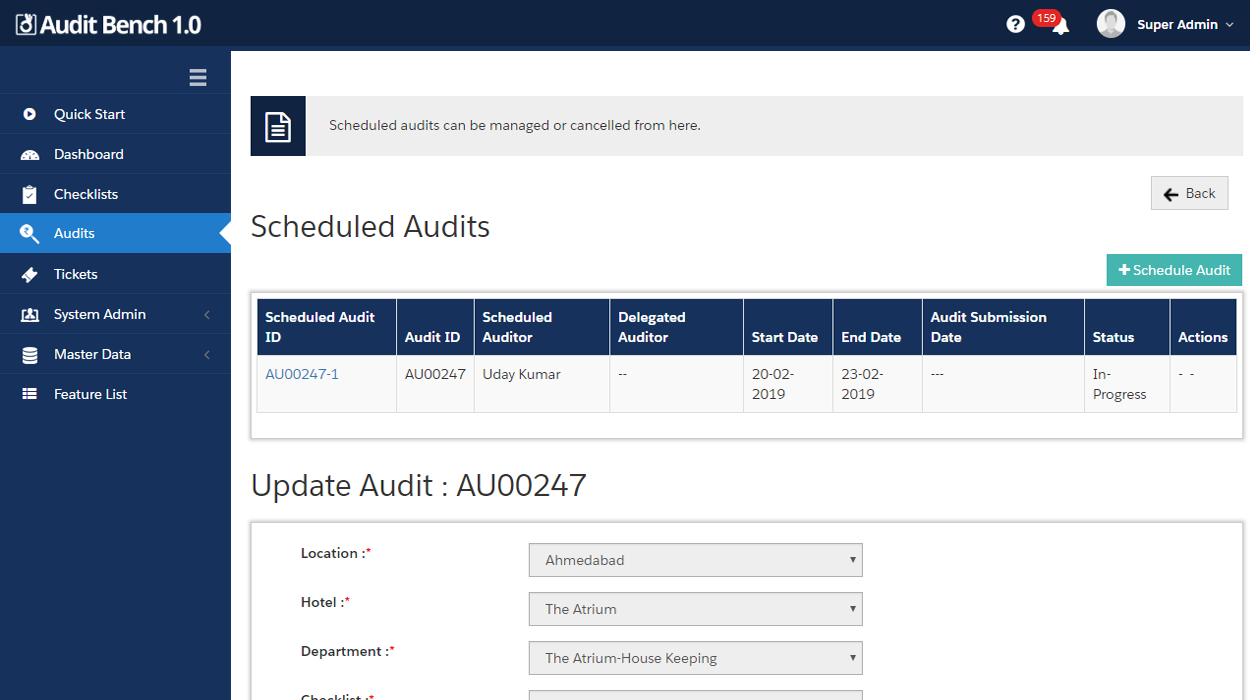 Audit Bench 1.0
? 159 Super Admin
Quick Start
Dashboard
Checklists
Audits
Tickets
System Admin
Master Data
Feature List
Scheduled audits can be managed or cancelled from here.
Back
Scheduled Audits
+ Schedule Audit
Scheduled Audit ID Audit ID Scheduled Auditor Delegated Auditor Start Date End Date Audit Submission Date Status Actions
AU00247-1 AU00247 Uday Kumar -- 20-02-2019 23-02-2019 --- In-Progress - -
Update Audit : AU00247
Location :* Ahmedabad
Hotel :* The Atrium
Department :* The Atrium-House Keeping
Checklist :*